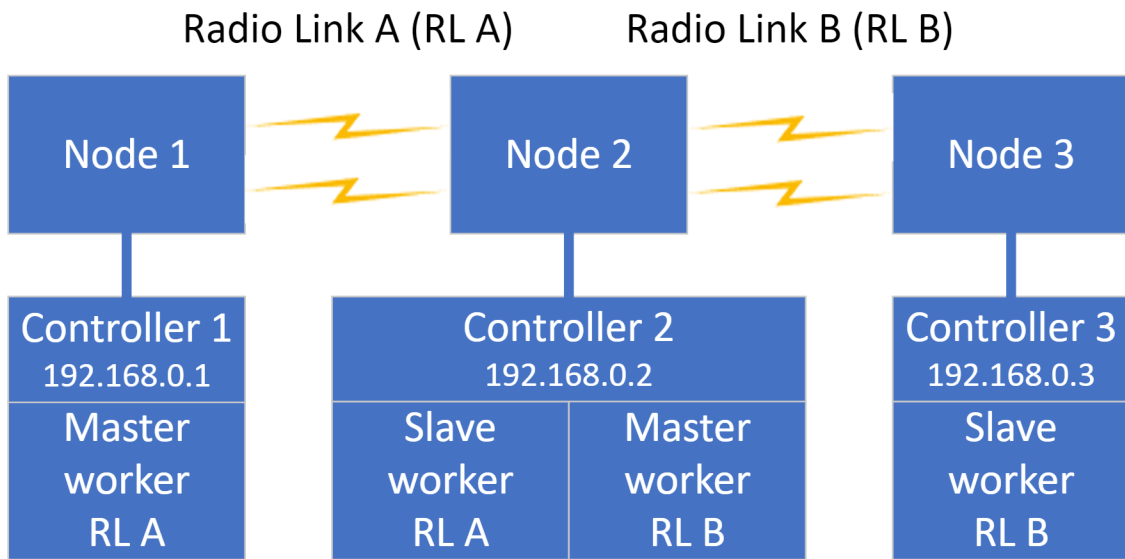 Radio Link A (RL A)
Radio Link B (RL B)
Node 1
Node 2
Node 3
Controller 1
192.168.0.1
Controller 2
192.168.0.2
Controller 3
192.168.0.3
Master
worker
RL A
Slave
worker
RL A
Master
worker
RL B
Slave
worker
RL B